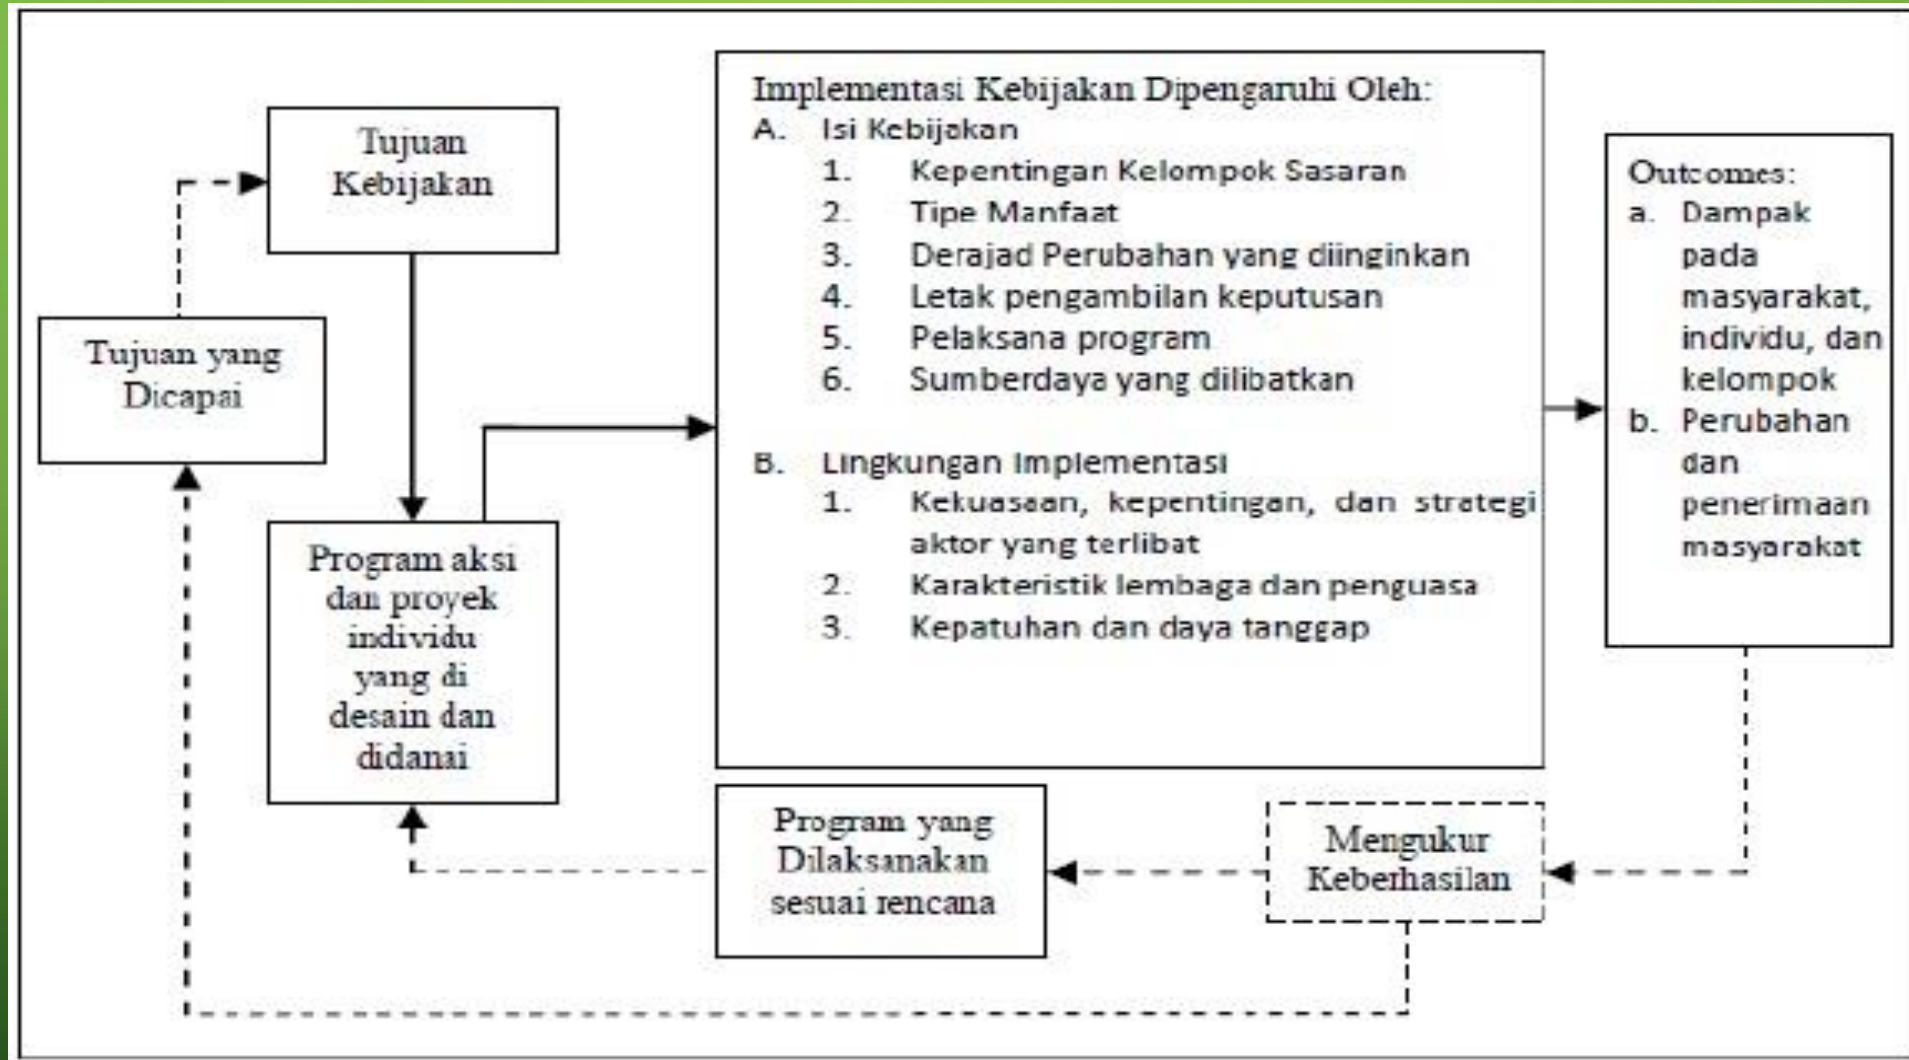 Tujuan
Kebijakan
Tujuan yang
Dicapai
Program aksi
dan proyek
individu
yang di
desain dan
didanai
Implementasi Kebijakan Dipengaruhi Oleh:
A. Isi Kebijakan
1. Kepentingan Kelompok Sasaran
2. Tipe Manfaat
3. Derajad Perubahan yang diinginkan
4. Letak pengambilan keputusan
5. Pelaksana program
6. Sumberdaya yang dilibatkan
B. Lingkungan Implementasi
1. Kekuasaan, kepentingan, dan strategi
aktor yang terlibat
2. Karakteristik lembaga dan penguasa
3. Kepatuhan dan daya tanggap
Outcomes:
a. Dampak
pada
masyarakat,
individu, dan
kelompok
b. Perubahan
dan
penerimaan
masyarakat
Mengukur
Keberhasilan
Program yang
Dilaksanakan
sesuai rencana